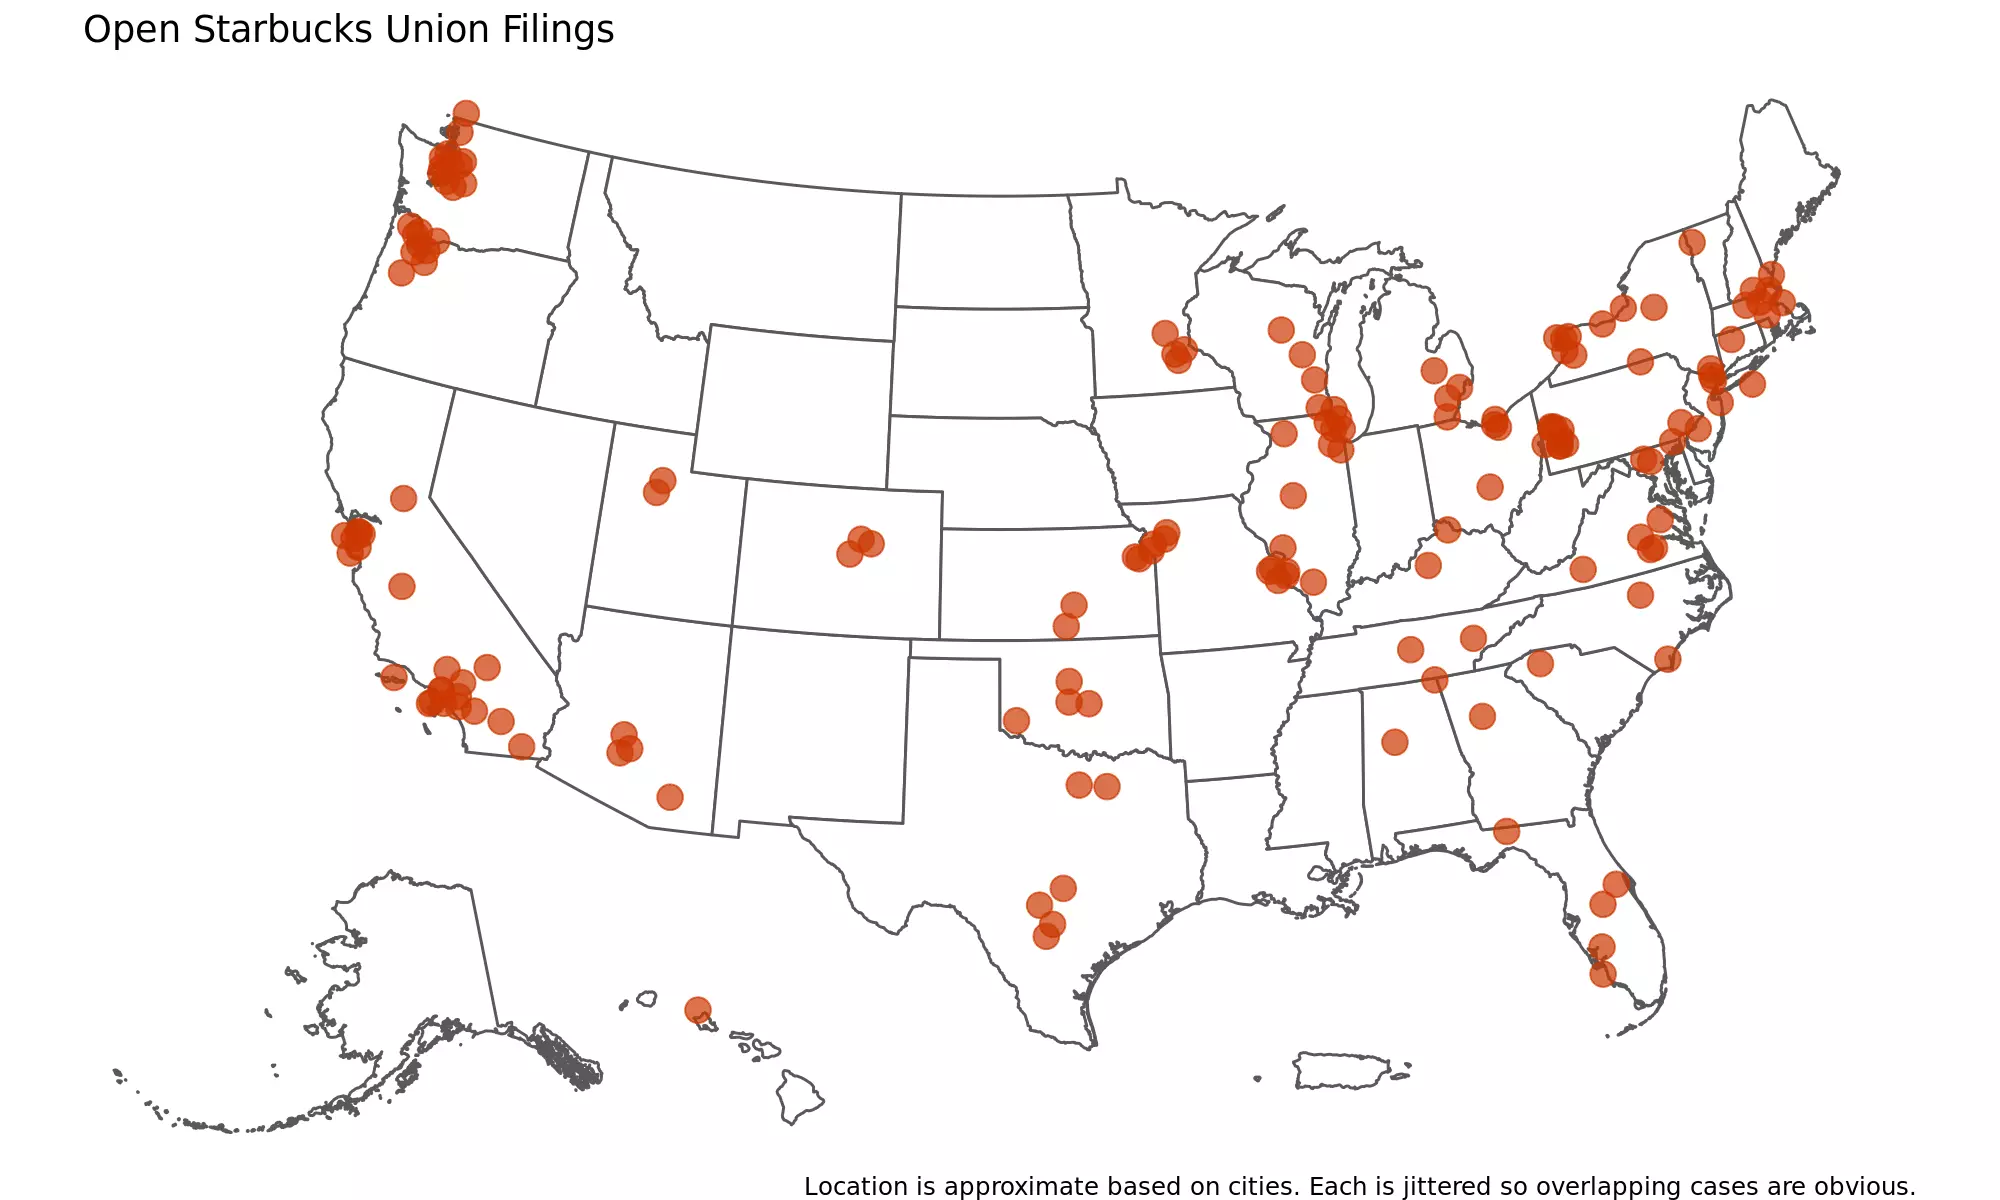 Open Starbucks Union Filings
Location is approximate based on cities. Each is jittered so overlapping cases are obvious.